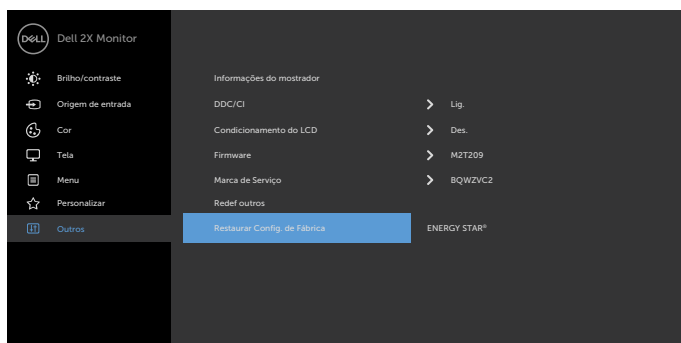 DELL Dell 2X Monitor
Brilho/contraste Informações do mostrador
Origem de entrada DDC/CI Lig.
Cor Condicionamento do LCD Des.
Tela Firmware M2T209
Menu Marca de Serviço BQWZVC2
Personalizar Redef outros
Outros Restaurar Config. de Fábrica ENERGY STAR®